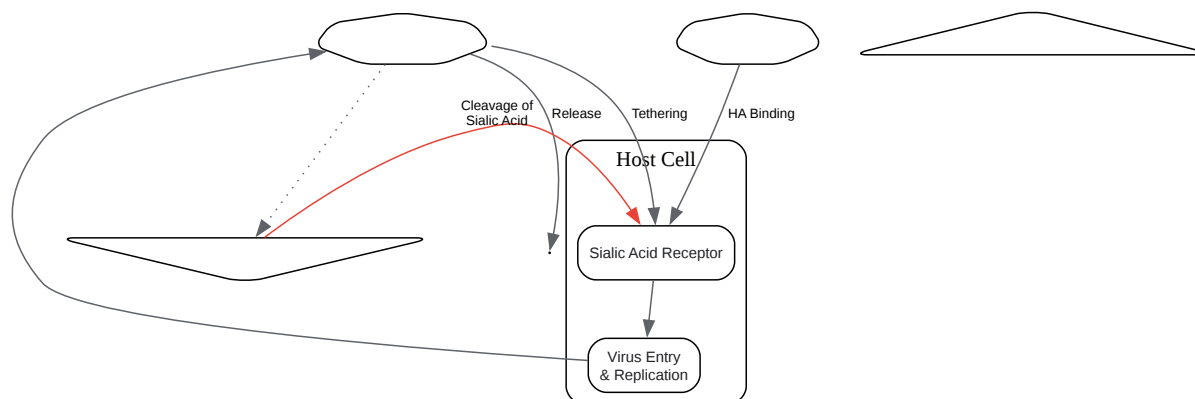 Cleavage of
Sialic Acid
Release
Tethering
HA Binding
Host Cell
Sialic Acid Receptor
Virus Entry
& Replication